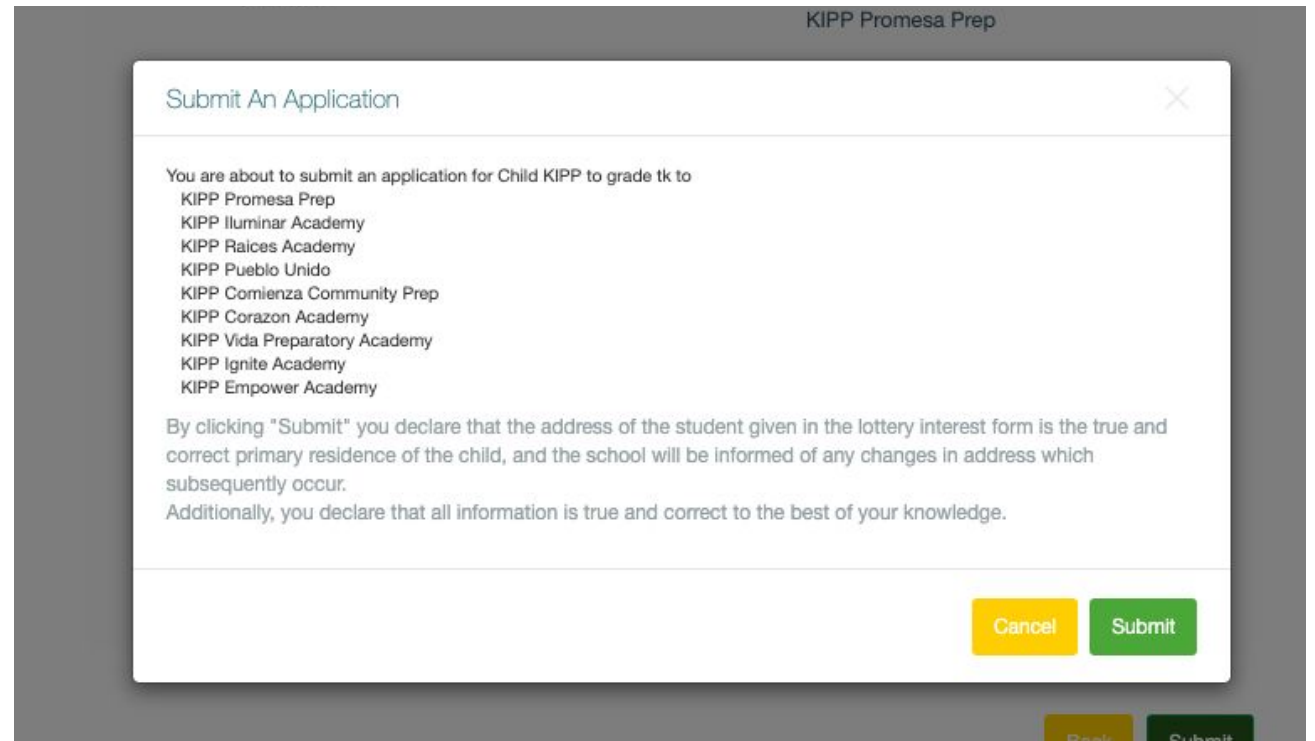 KIPP Promesa Prep
Submit An Application
You are about to submit an application for Child KIPP to grade tk to
KIPP Promesa Prep
KIPP Iluminar Academy
KIPP Raices Academy
KIPP Pueblo Unido
KIPP Comienza Community Prep
KIPP Corazon Academy
KIPP Vida Preparatory Academy
KIPP Ignite Academy
KIPP Empower Academy
By clicking "Submit" you declare that the address of the student given in the lottery interest form is the true and
correct primary residence of the child, and the school will be informed of any changes in address which
subsequently occur.
Additionally, you declare that all information is true and correct to the best of your knowledge.
Cancel Submit
Back Submit